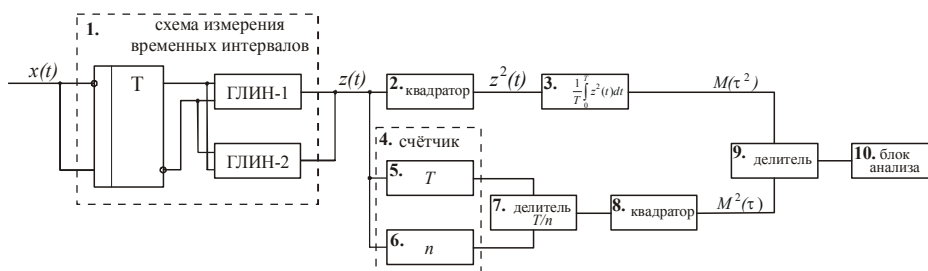 1. схема измерения
временных интервалов
x(t)
T
ГЛИН-1
ГЛИН-2
z(t)
2. квадратор
z²(t)
3. 1/T ∫₀ᵀ z²(t)dt
M(τ²)
4. счётчик
5. T
6. n
7. делитель
T/n
8. квадратор
M²(τ)
9. делитель
10. блок
анализа